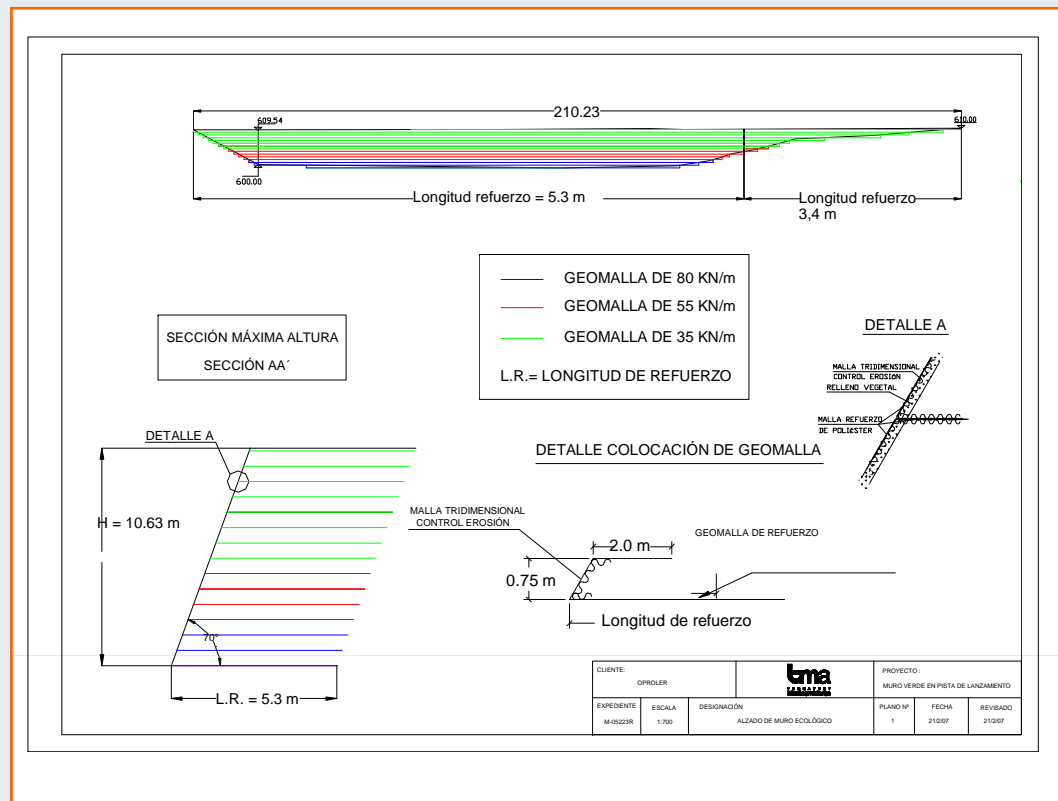 210.23
609.54
610.00
600.00
Longitud refuerzo = 5.3 m
Longitud refuerzo
3,4 m
GEOMALLA DE 80 KN/m
GEOMALLA DE 55 KN/m
GEOMALLA DE 35 KN/m
L.R.= LONGITUD DE REFUERZO
SECCIÓN MÁXIMA ALTURA
SECCIÓN AA´
DETALLE A
MALLA TRIDIMENSIONAL
CONTROL EROSIÓN
RELLENO VEGETAL
MALLA REFUERZO
DE POLIéSTER
DETALLE A
H = 10.63 m
70°
L.R. = 5.3 m
DETALLE COLOCACIÓN DE GEOMALLA
MALLA TRIDIMENSIONAL
CONTROL EROSIÓN
GEOMALLA DE REFUERZO
2.0 m
0.75 m
Longitud de refuerzo
CLIENTE:
OPROLER
tma
PROYECTO :
MURO VERDE EN PISTA DE LANZAMIENTO
EXPEDIENTE
M-05223R
ESCALA
1:700
DESIGNACIÓN
ALZADO DE MURO ECOLÓGICO
PLANO Nº
1
FECHA
21/2/07
REVISADO
21/2/07